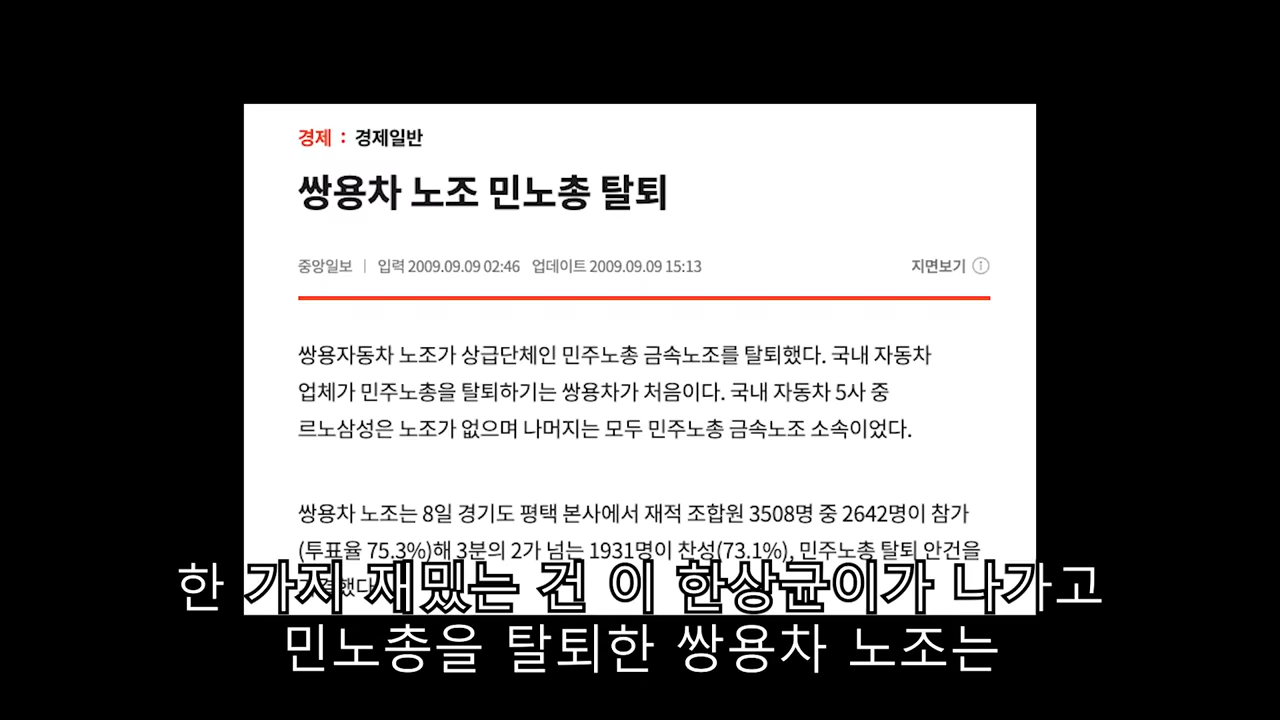 경제 : 경제일반
쌍용차 노조 민노총 탈퇴
중앙일보 | 입력 2009.09.09 02:46 업데이트 2009.09.09 15:13 지면보기
쌍용자동차 노조가 상급단체인 민주노총 금속노조를 탈퇴했다. 국내 자동차
업체가 민주노총을 탈퇴하기는 쌍용차가 처음이다. 국내 자동차 5사 중
르노삼성은 노조가 없으며 나머지는 모두 민주노총 금속노조 소속이었다.
쌍용차 노조는 8일 경기도 평택 본사에서 재적 조합원 3508명 중 2642명이 참가
(투표율 75.3%)해 3분의 2가 넘는 1931명이 찬성(73.1%), 민주노총 탈퇴 안건을
한 가지 재밌는 건 이 한상균이가 나가고
민노총을 탈퇴한 쌍용차 노조는